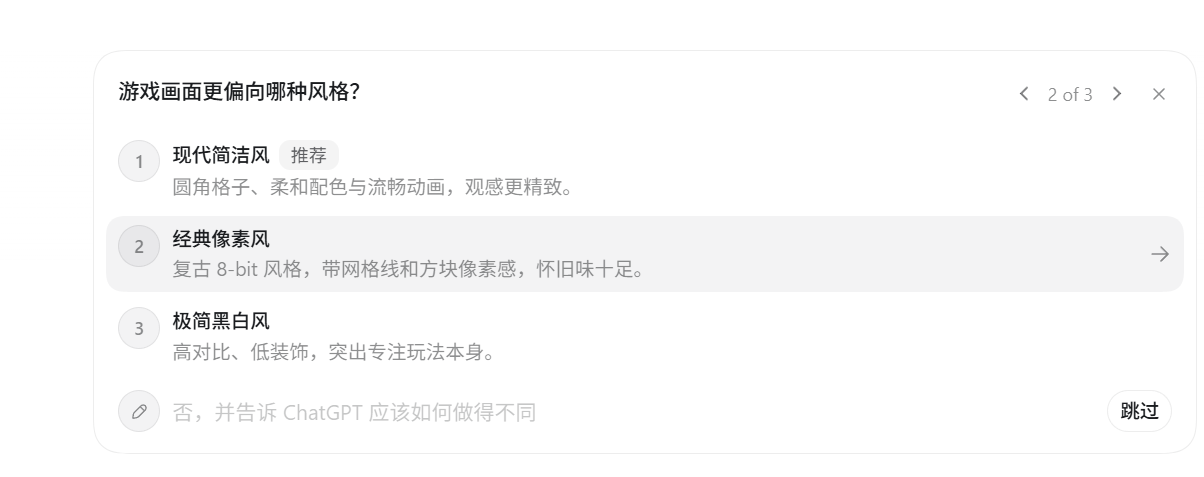 游戏画面更偏向哪种风格？
2 of 3
1
现代简洁风 推荐
圆角格子、柔和配色与流畅动画，观感更精致。
2
经典像素风
复古 8-bit 风格，带网格线和方块像素感，怀旧味十足。
3
极简黑白风
高对比、低装饰，突出专注玩法本身。
否，并告诉 ChatGPT 应该如何做得不同
跳过